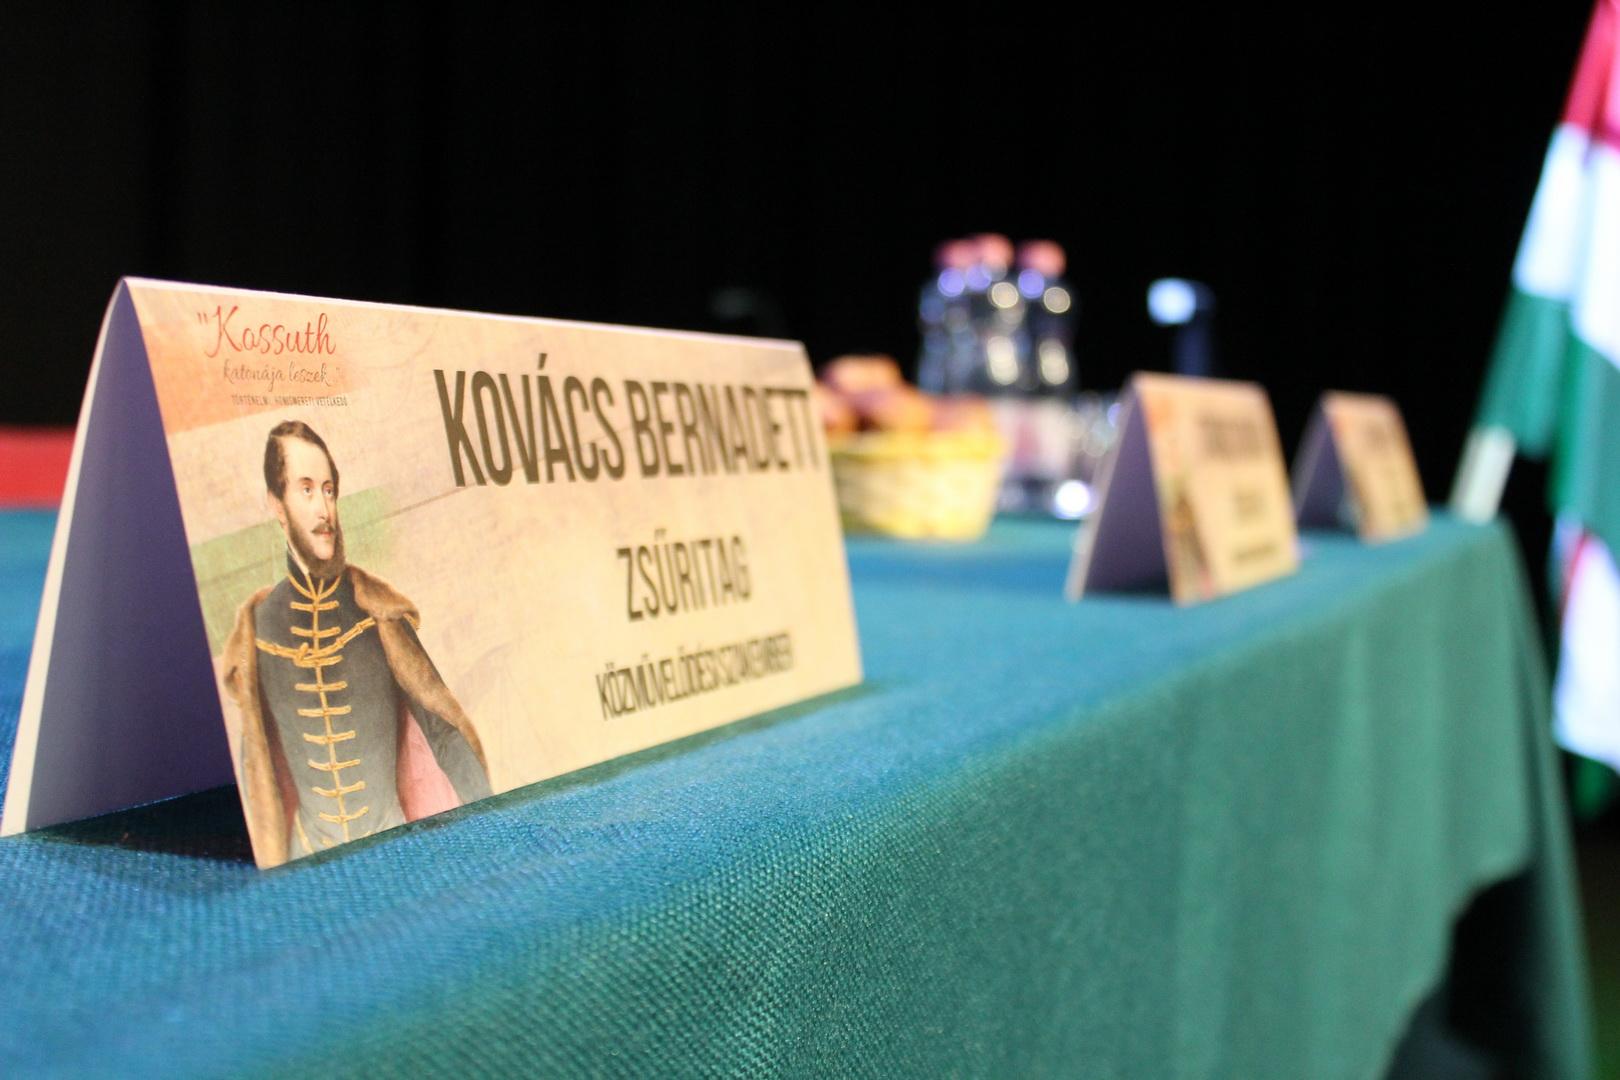 "Kossuth
katonája leszek..."
TÖRTÉNELMI, HONISMERETI VETÉLKEDŐ
KOVÁCS BERNADETT
ZSŰRITAG
KÖZMŰVELŐDÉSI SZAKEMBER